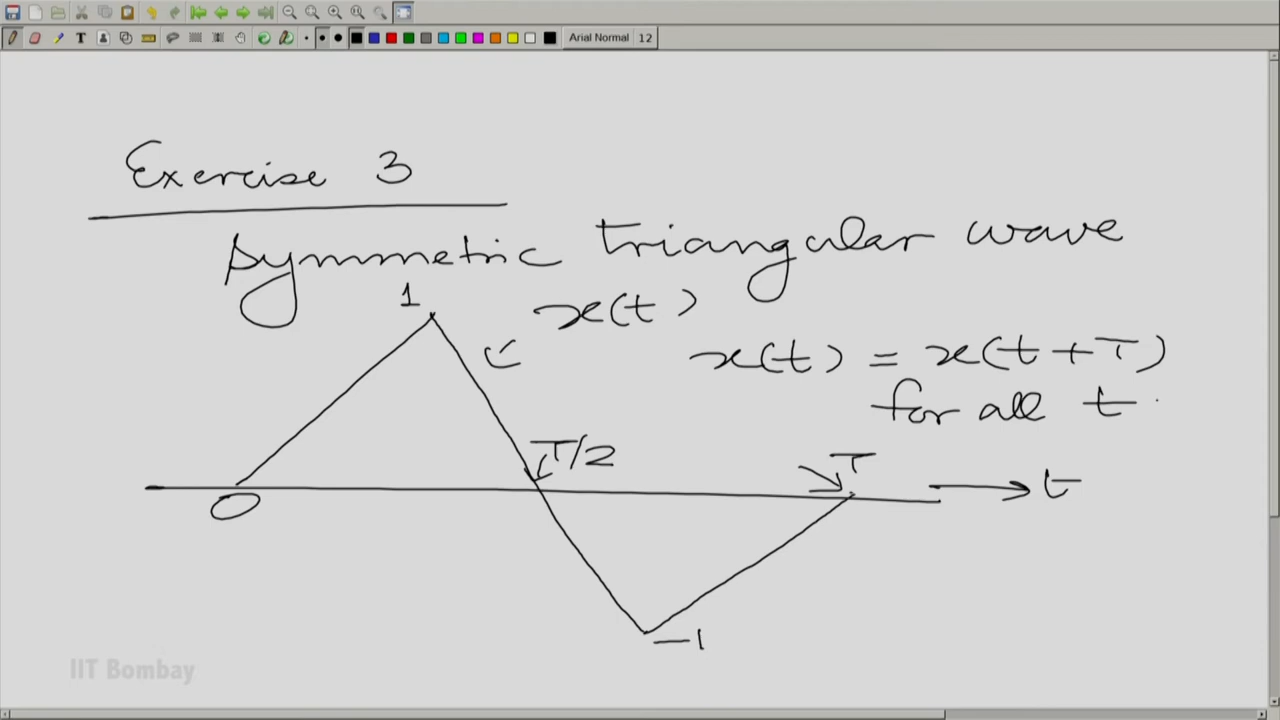 Arial Normal 12
Exercise 3
symmetric triangular wave
1
x(t)
x(t) = x(t+T)
for all t
T/2
T
t
0
-1
IIT Bombay